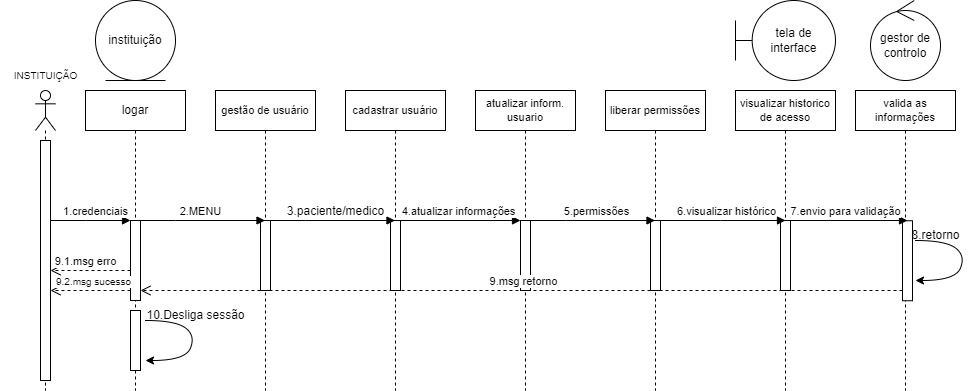 instituição
tela de
interface
gestor de
controlo
INSTITUIÇÃO
logar
gestão de usuário
cadastrar usuário
atualizar inform.
usuario
liberar permissões
visualizar historico
de acesso
valida as
informações
1.credenciais
2.MENU
3.paciente/medico
4.atualizar informações
5.permissões
6.visualizar histórico
7.envio para validação
8.retorno
9.1.msg erro
9.2.msg sucesso
9.msg retorno
10.Desliga sessão